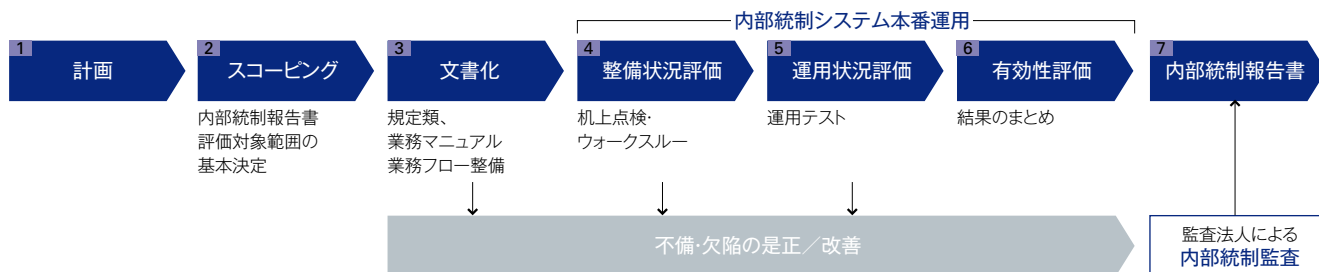 内部統制システム本番運用
1
計画
2
スコーピング
内部統制報告書
評価対象範囲の
基本決定
3
文書化
規定類、
業務マニュアル
業務フロー整備
4
整備状況評価
机上点検・
ウォークスルー
5
運用状況評価
運用テスト
6
有効性評価
結果のまとめ
7
内部統制報告書
不備・欠陥の是正／改善
監査法人による
内部統制監査